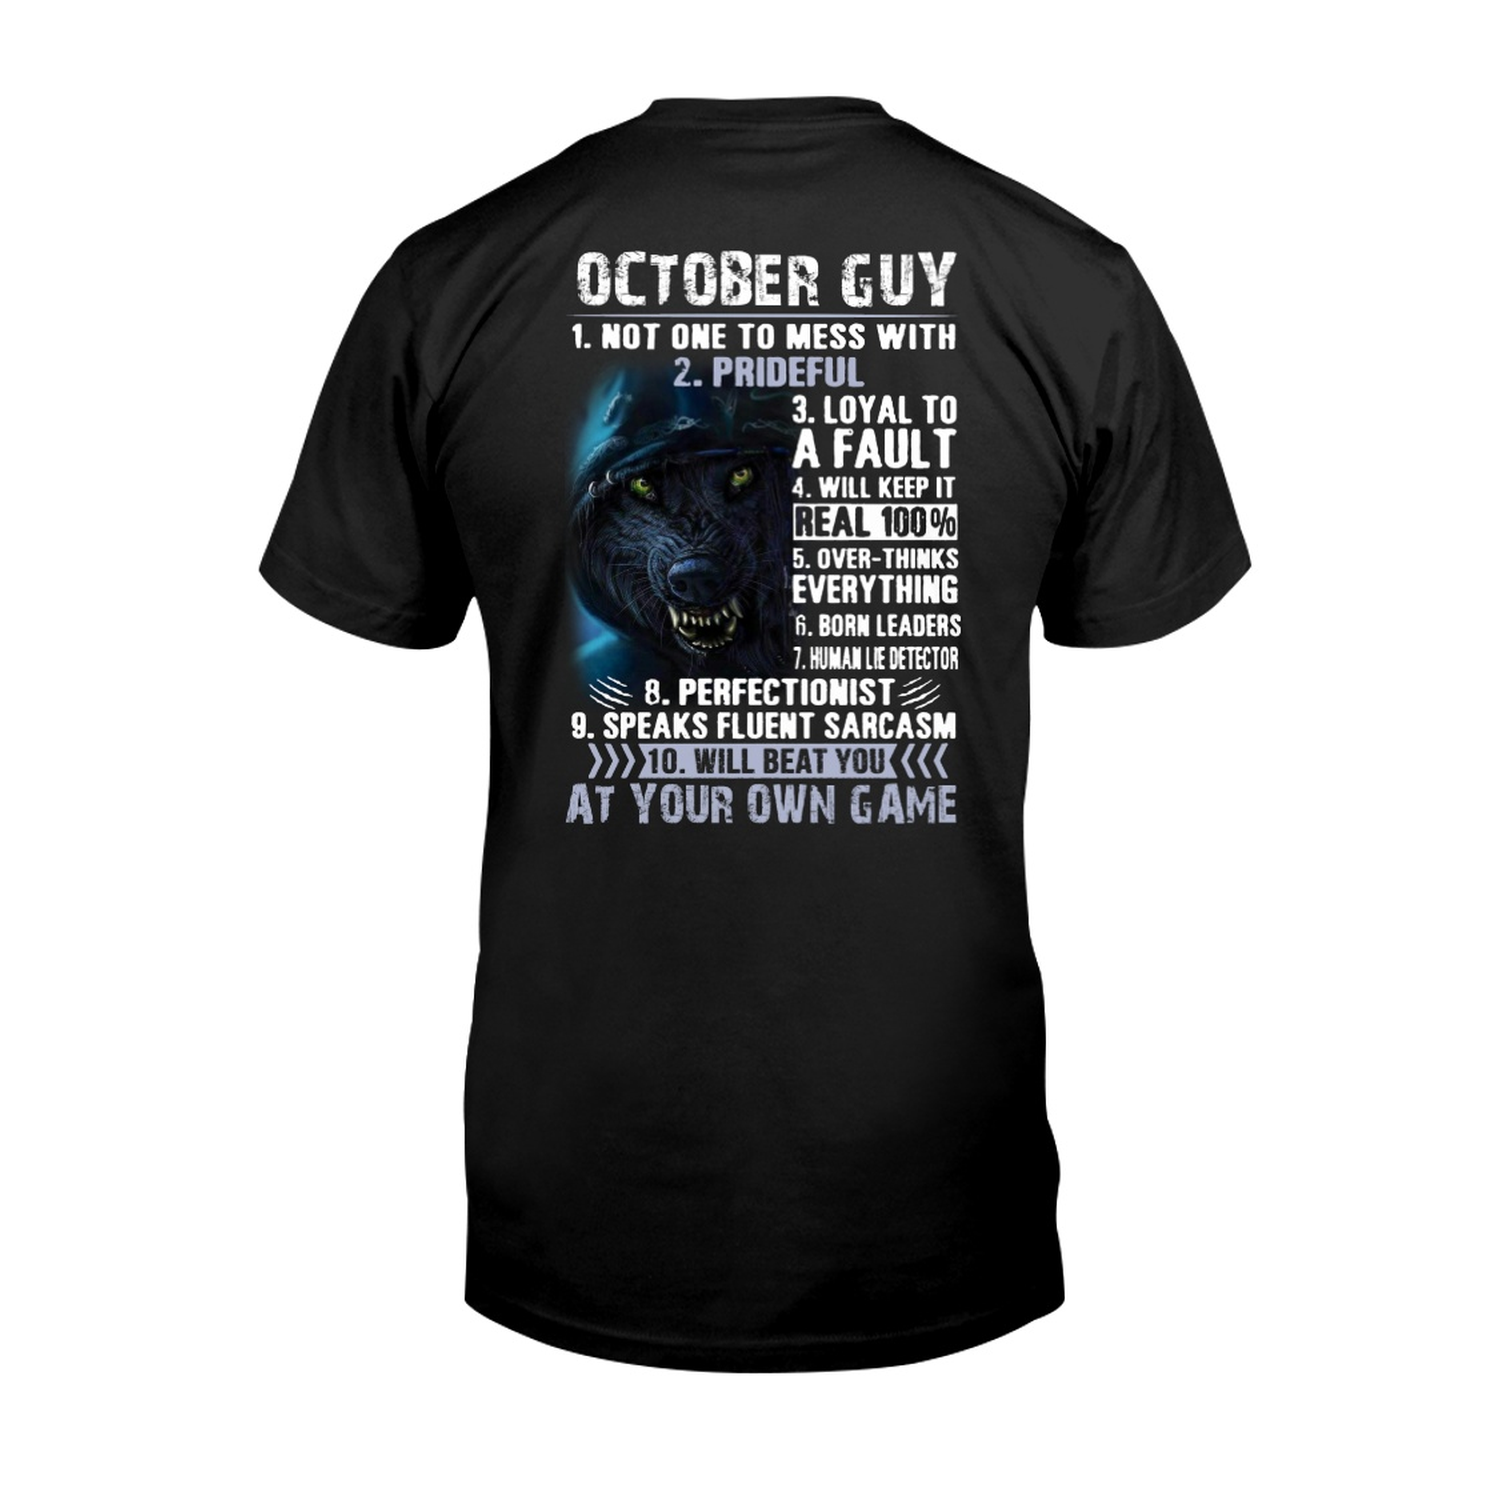 OCTOBER GUY
1. NOT ONE TO MESS WITH
2. PRIDEFUL
3. LOYAL TO
A FAULT
4. WILL KEEP IT
REAL 100%
5. OVER-THINKS
EVERYTHING
6. BORN LEADERS
7. HUMAN LIE DETECTOR
8. PERFECTIONIST
9. SPEAKS FLUENT SARCASM
10. WILL BEAT YOU
AT YOUR OWN GAME